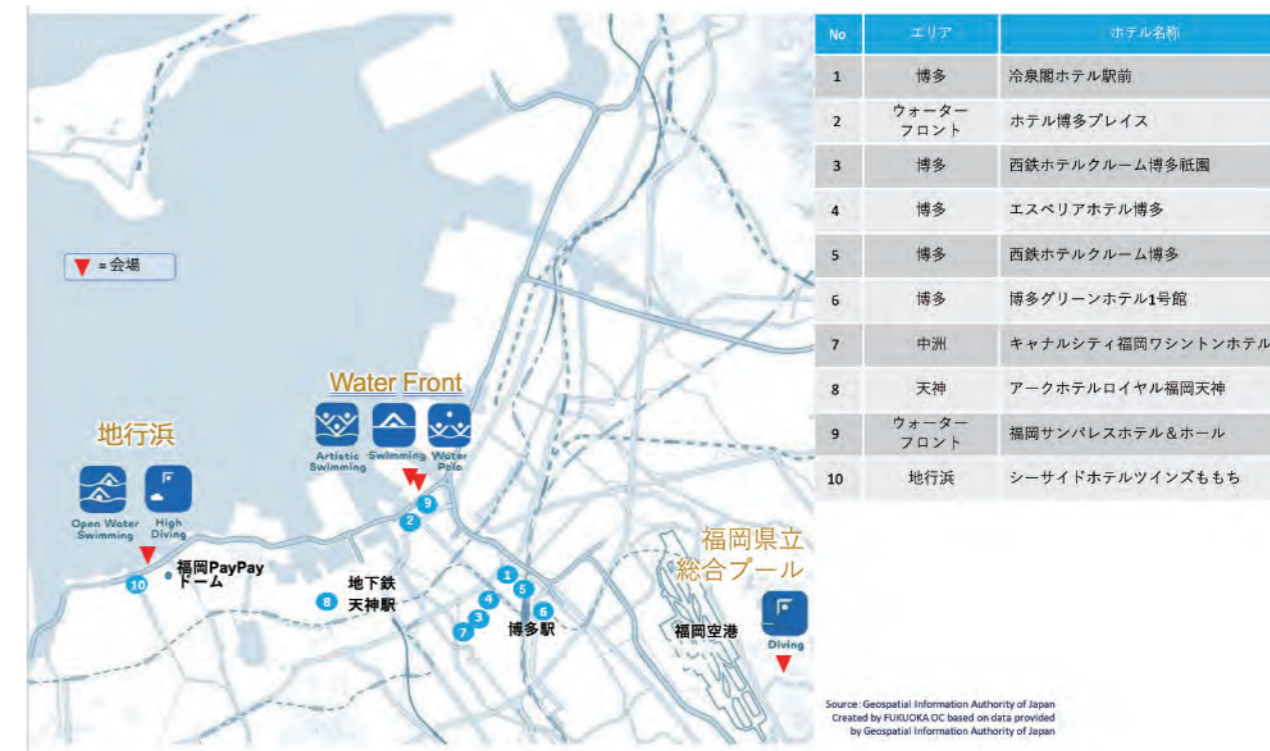 ▼ = 会場
Water Front
Artistic Swimming
Swimming
Water Polo
地行浜
Open Water Swimming
High Diving
福岡PayPay
ドーム
地下鉄
天神駅
博多駅
福岡県立
総合プール
福岡空港
Diving
9
2
10
8
1
5
4
6
3
7
No エリア ホテル名称
1 博多 冷泉閣ホテル駅前
2 ウォーターフロント ホテル博多プレイス
3 博多 西鉄ホテルクルーム博多祇園
4 博多 エスペリアホテル博多
5 博多 西鉄ホテルクルーム博多
6 博多 博多グリーンホテル1号館
7 中洲 キャナルシティ福岡ワシントンホテル
8 天神 アークホテルロイヤル福岡天神
9 ウォーターフロント 福岡サンパレスホテル＆ホール
10 地行浜 シーサイドホテルツインズももち
Source : Geospatial Information Authority of Japan
Created by FUKUOKA OC based on data provided
by Geospatial Information Authority of Japan